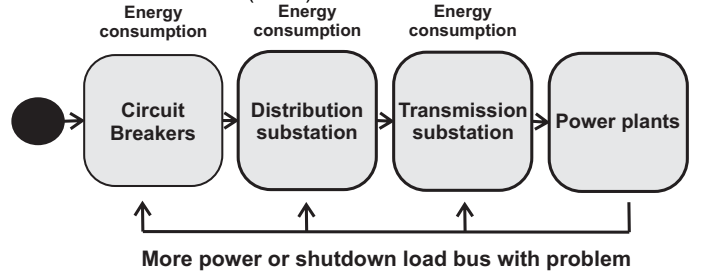 Energy
consumption
Energy
consumption
Energy
consumption
Circuit
Breakers
Distribution
substation
Transmission
substation
Power plants
More power or shutdown load bus with problem